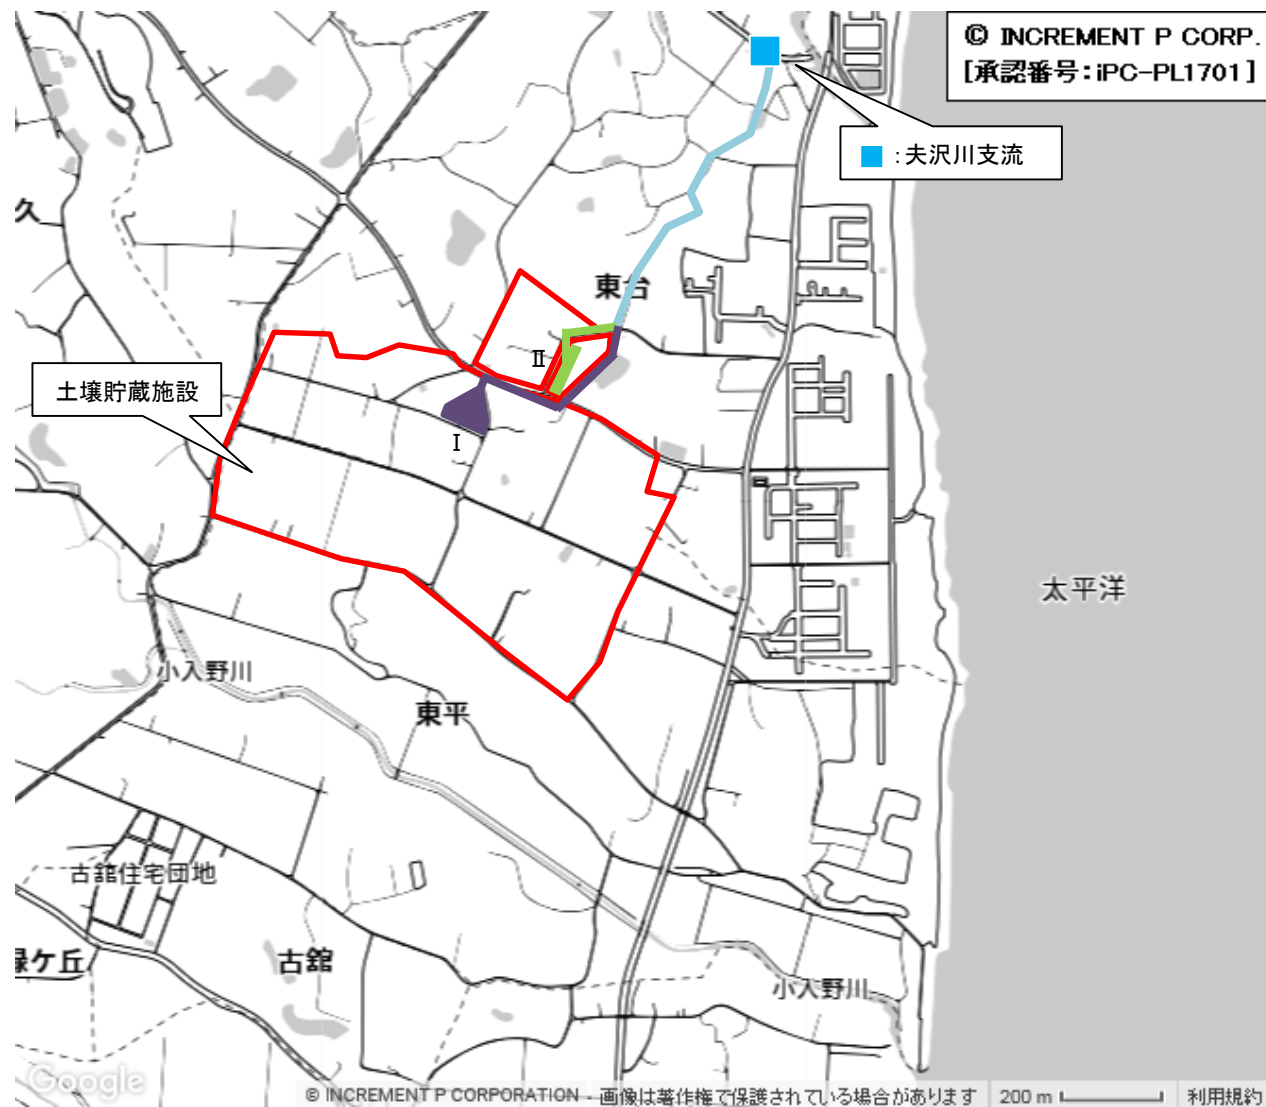 © INCREMENT P CORP.
[承認番号:iPC-PL1701]
■:夫沢川支流
久
東台
土壌貯蔵施設
Ⅱ
Ⅰ
太平洋
小入野川
東平
古舘住宅団地
緑ケ丘
古舘
小入野川
Google
© INCREMENT P CORPORATION - 画像は著作権で保護されている場合があります
200 m
利用規約